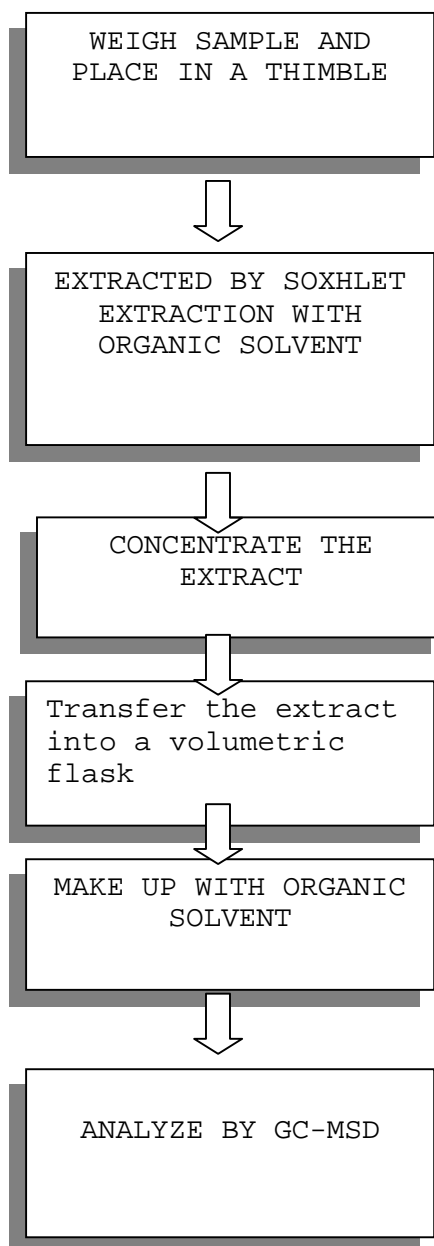 WEIGH SAMPLE AND
PLACE IN A THIMBLE
EXTRACTED BY SOXHLET
EXTRACTION WITH
ORGANIC SOLVENT
CONCENTRATE THE
EXTRACT
Transfer the extract
into a volumetric
flask
MAKE UP WITH ORGANIC
SOLVENT
ANALYZE BY GC-MSD